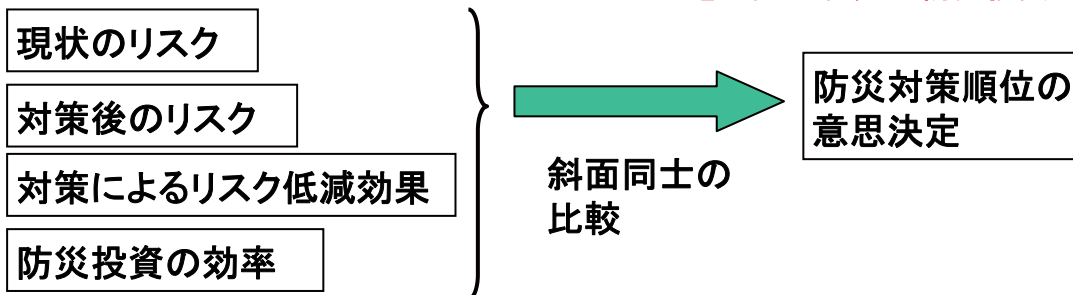 現状のリスク
対策後のリスク
対策によるリスク低減効果
防災投資の効率
斜面同士の
比較
防災対策順位の
意思決定